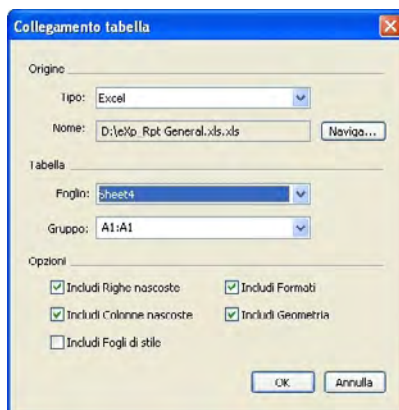 Collegamento tabella
Origine
Tipo: Excel
Nome: D:\eXp_Rpt General.xls.xls Naviga...
Tabella
Foglio: Sheet4
Gruppo: A1:A1
Opzioni
Includi Righe nascoste Includi Formati
Includi Colonne nascoste Includi Geometria
Includi Fogli di stile
OK Annulla